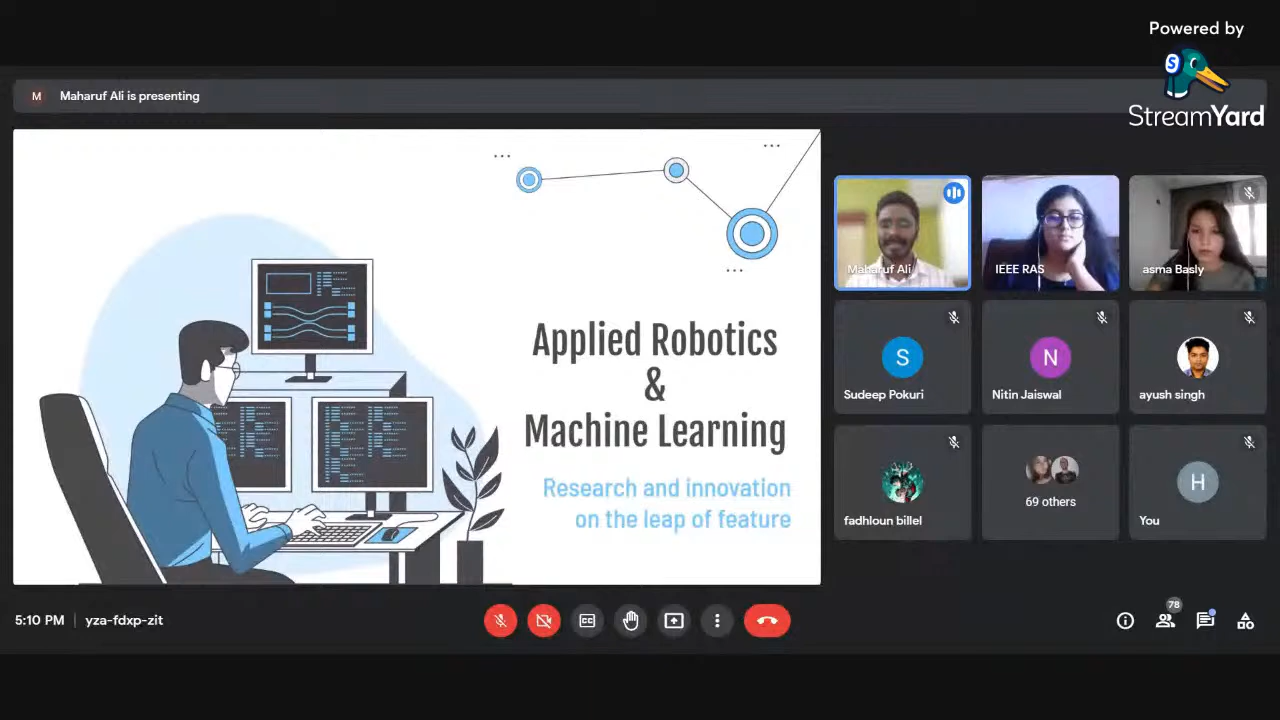 Powered by
StreamYard
M
Maharuf Ali is presenting
Applied Robotics
&
Machine Learning
Research and innovation
on the leap of feature
Maharuf Ali
IEEE RAS
asma Basly
S
Sudeep Pokuri
N
Nitin Jaiswal
ayush singh
fadhloun billel
69 others
H
You
5:10 PM | yza-fdxp-zit
CC
78